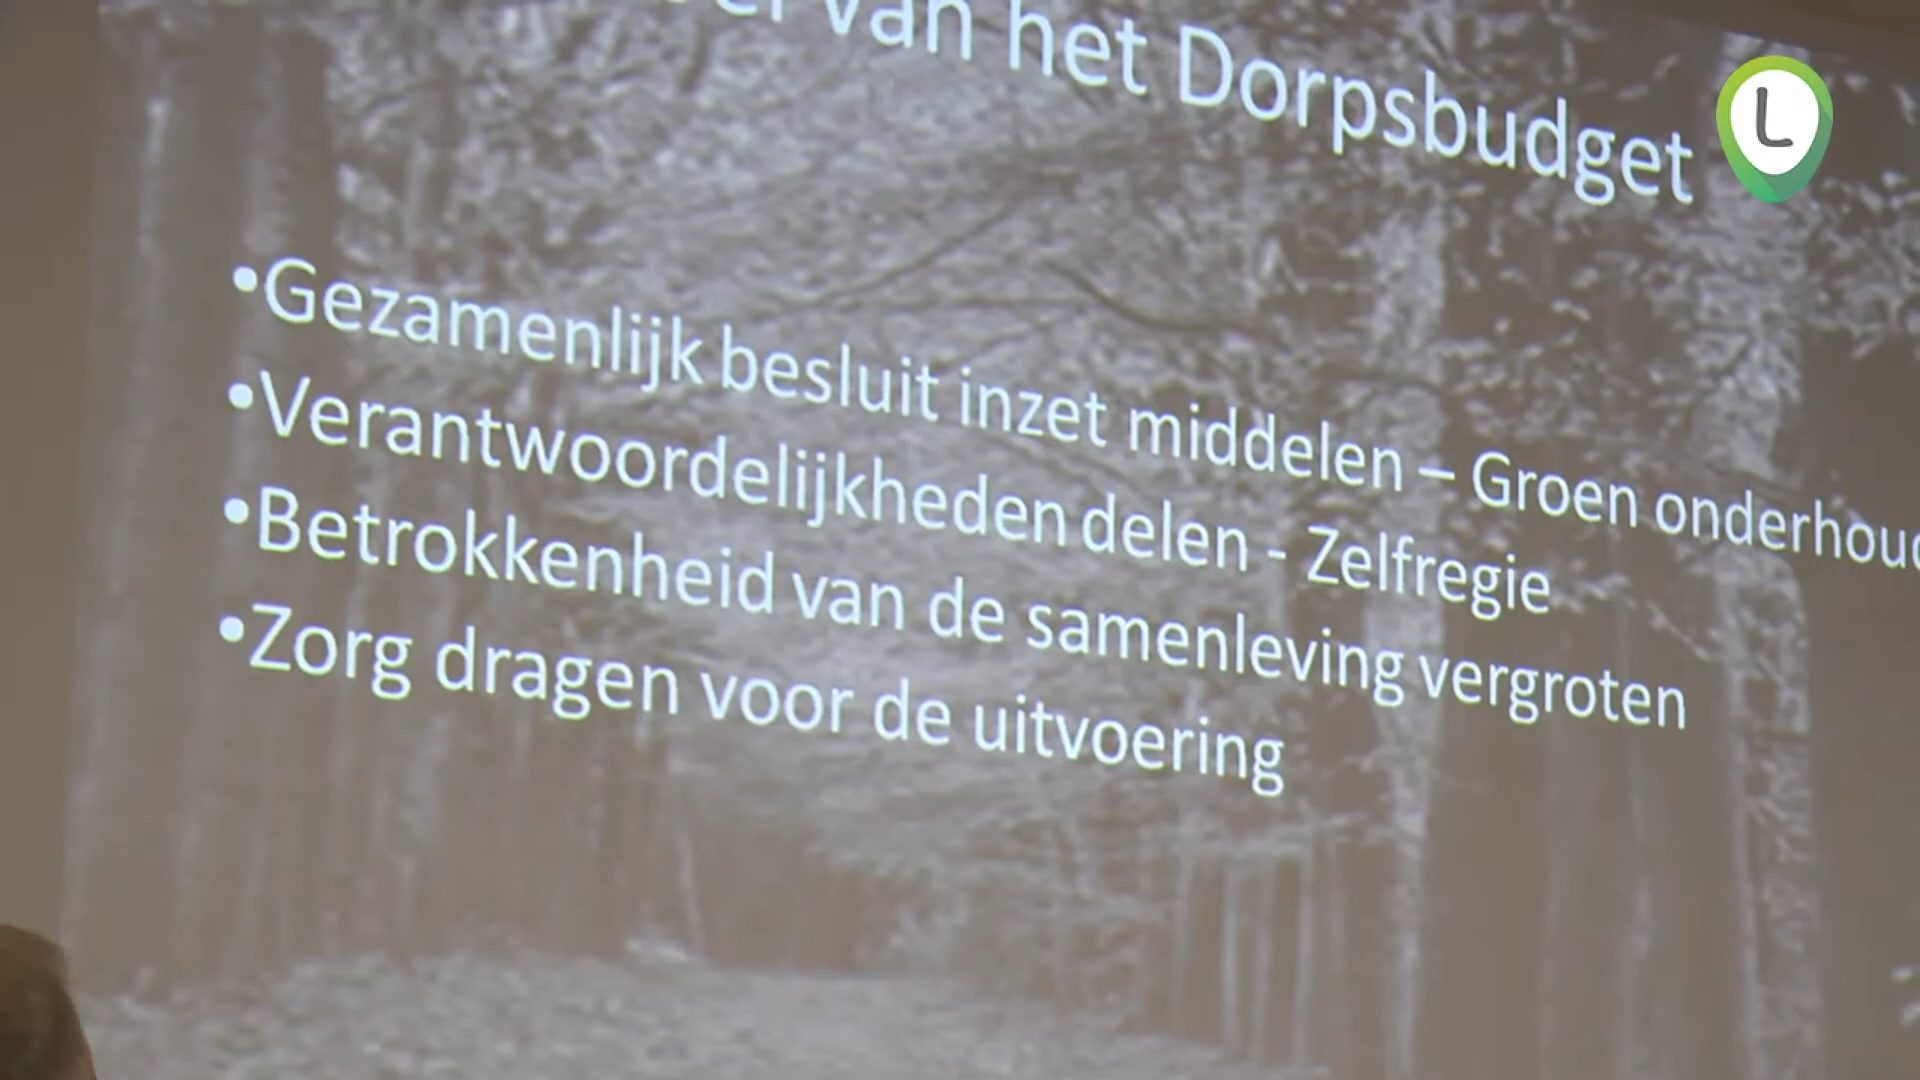 van het Dorpsbudget
L
•Gezamenlijk besluit inzet middelen – Groen onderhoud
•Verantwoordelijkheden delen - Zelfregie
•Betrokkenheid van de samenleving vergroten
•Zorg dragen voor de uitvoering